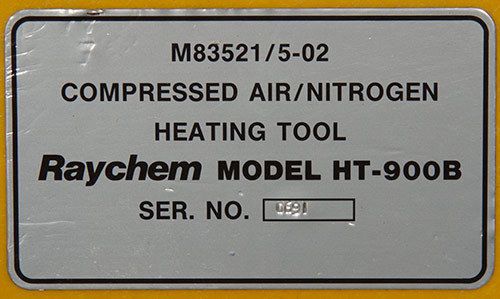 M83521/5-02
COMPRESSED AIR/NITROGEN
HEATING TOOL
Raychem MODEL HT-900B
SER. NO.